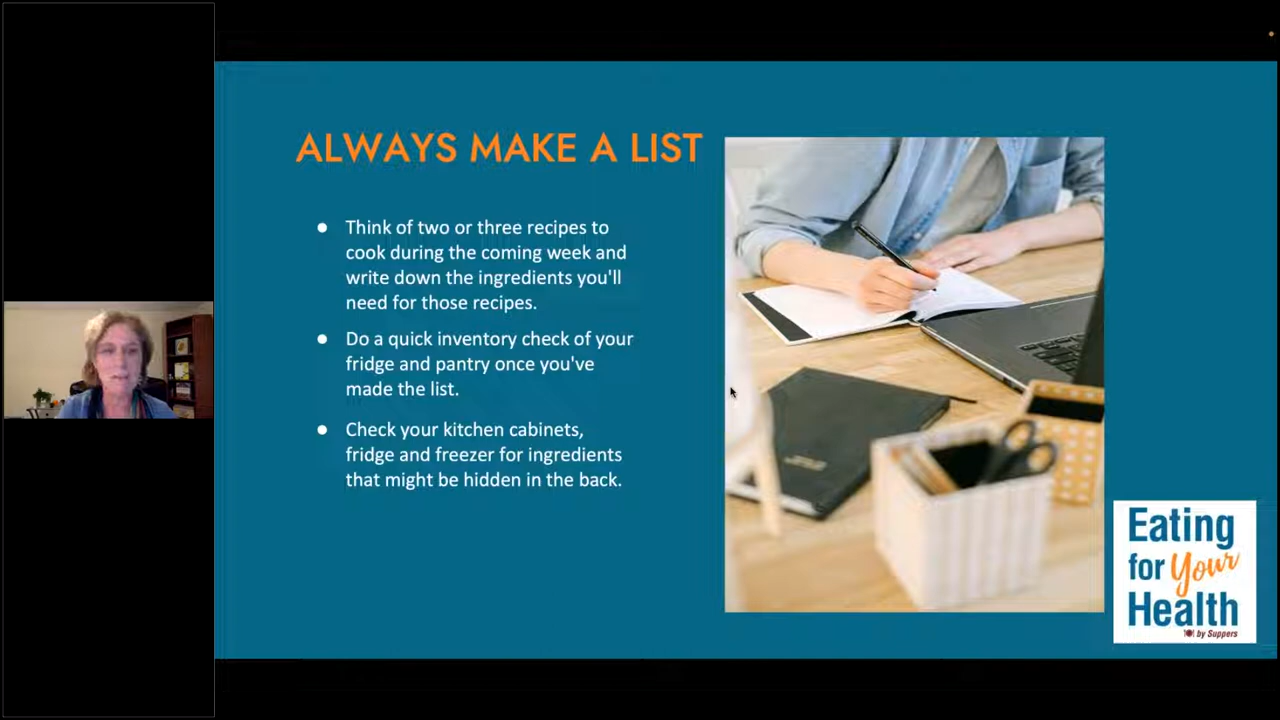 ALWAYS MAKE A LIST
● Think of two or three recipes to
cook during the coming week and
write down the ingredients you'll
need for those recipes.
● Do a quick inventory check of your
fridge and pantry once you've
made the list.
● Check your kitchen cabinets,
fridge and freezer for ingredients
that might be hidden in the back.
Eating
for Your
Health
by Suppers